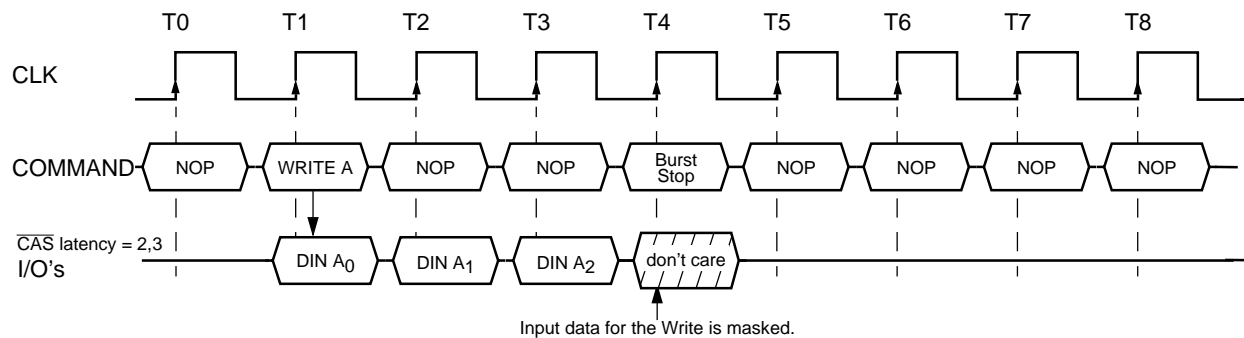 T0 T1 T2 T3 T4 T5 T6 T7 T8
CLK
COMMAND NOP WRITE A NOP NOP Burst Stop NOP NOP NOP NOP
CAS latency = 2,3
I/O's DIN A0 DIN A1 DIN A2 don't care
Input data for the Write is masked.